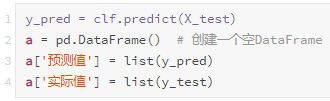 1 y_pred = clf.predict(X_test)
2 a = pd.DataFrame()  # 创建一个空DataFrame
3 a['预测值'] = list(y_pred)
4 a['实际值'] = list(y_test)